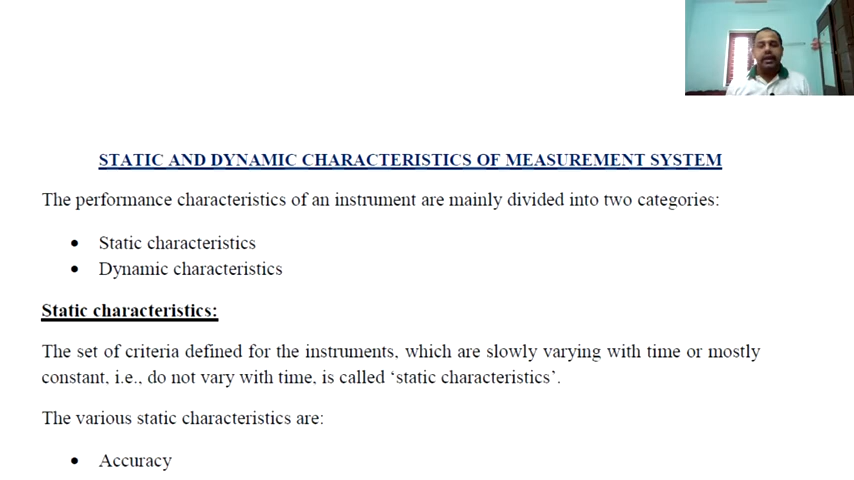 STATIC AND DYNAMIC CHARACTERISTICS OF MEASUREMENT SYSTEM
The performance characteristics of an instrument are mainly divided into two categories:
• Static characteristics
• Dynamic characteristics
Static characteristics:
The set of criteria defined for the instruments, which are slowly varying with time or mostly
constant, i.e., do not vary with time, is called ‘static characteristics’.
The various static characteristics are:
• Accuracy